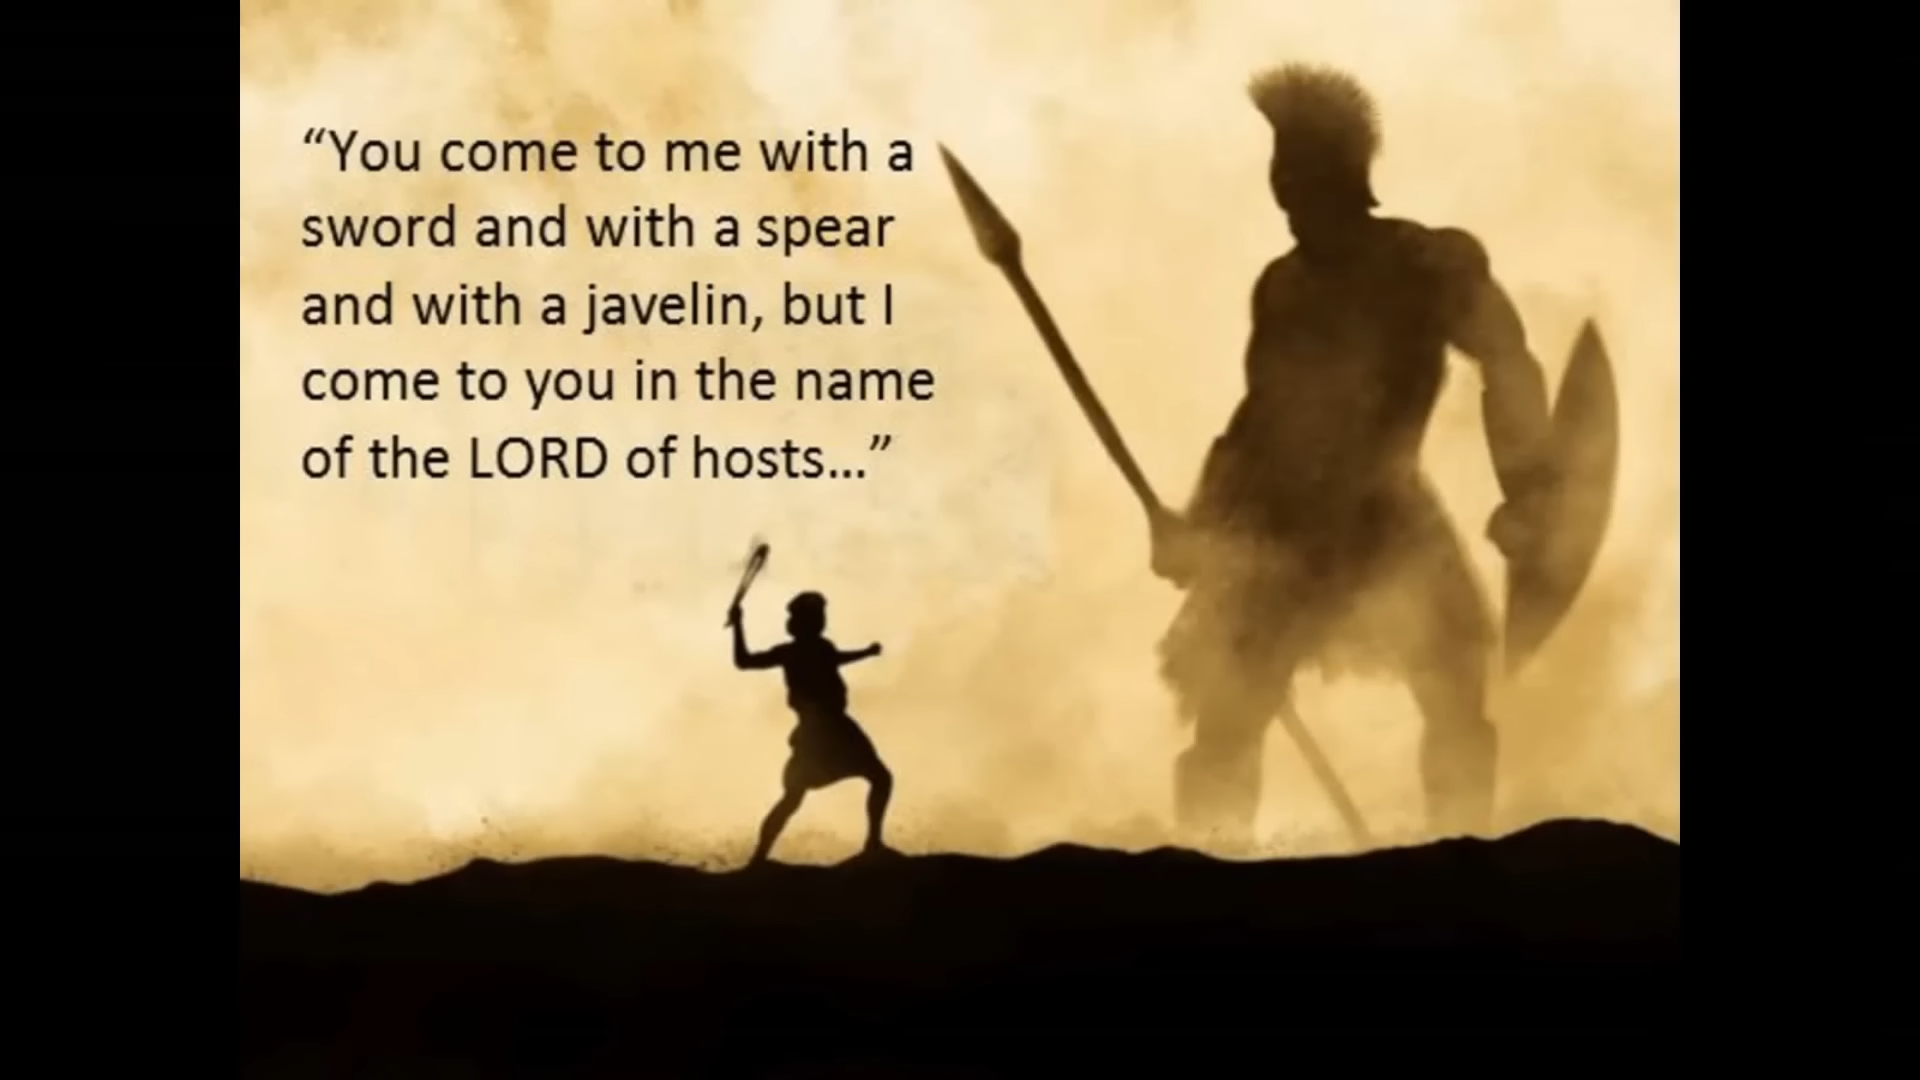 “You come to me with a
sword and with a spear
and with a javelin, but I
come to you in the name
of the LORD of hosts...”